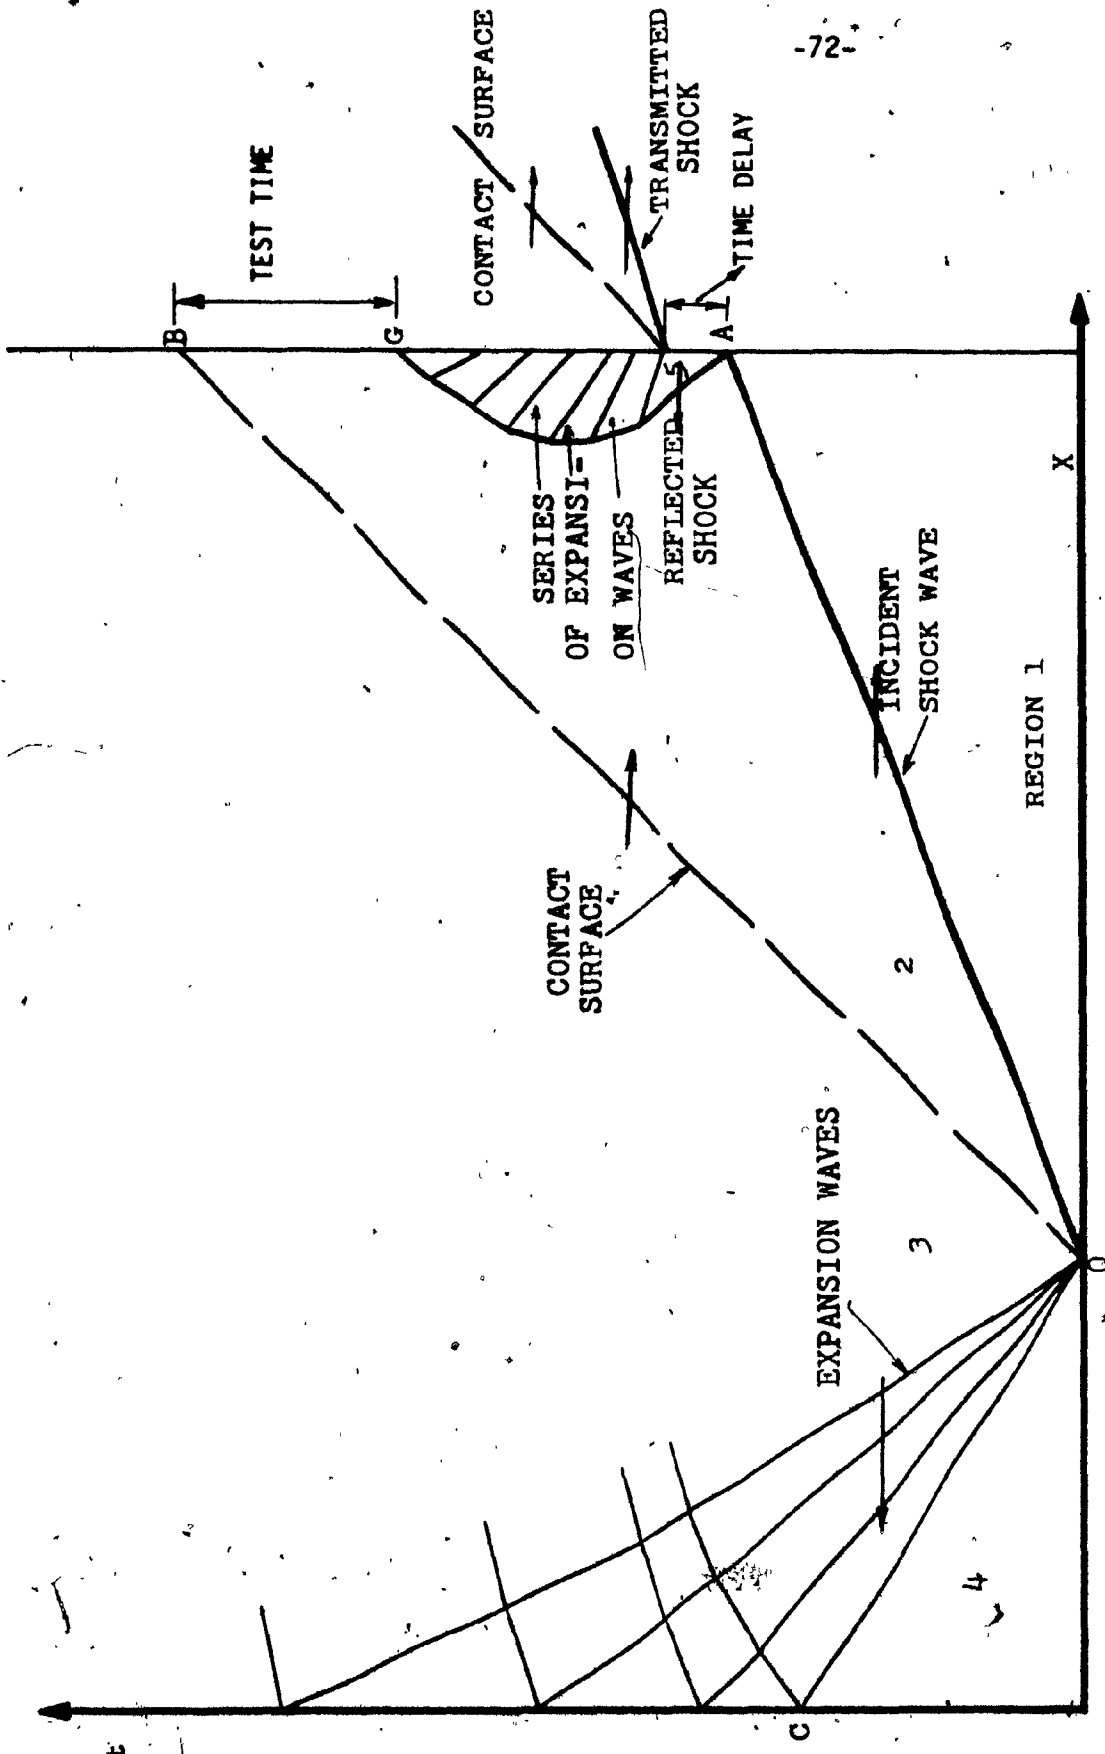 -72-
t
B
TEST TIME
G
CONTACT SURFACE
TRANSMITTED
SHOCK
TIME DELAY
A
5
SERIES
OF EXPANSI-
ON WAVES
REFLECTED
SHOCK
CONTACT
SURFACE
INCIDENT
SHOCK WAVE
X
REGION 1
2
3
EXPANSION WAVES
4
C
O